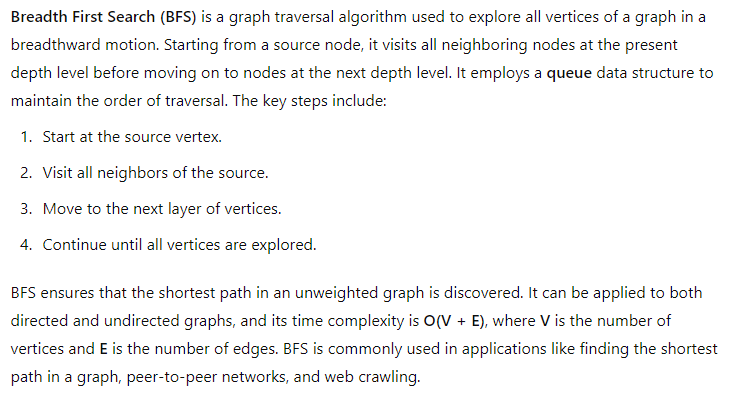 Breadth First Search (BFS) is a graph traversal algorithm used to explore all vertices of a graph in a
breadthward motion. Starting from a source node, it visits all neighboring nodes at the present
depth level before moving on to nodes at the next depth level. It employs a queue data structure to
maintain the order of traversal. The key steps include:
1. Start at the source vertex.
2. Visit all neighbors of the source.
3. Move to the next layer of vertices.
4. Continue until all vertices are explored.
BFS ensures that the shortest path in an unweighted graph is discovered. It can be applied to both
directed and undirected graphs, and its time complexity is O(V + E), where V is the number of
vertices and E is the number of edges. BFS is commonly used in applications like finding the shortest
path in a graph, peer-to-peer networks, and web crawling.